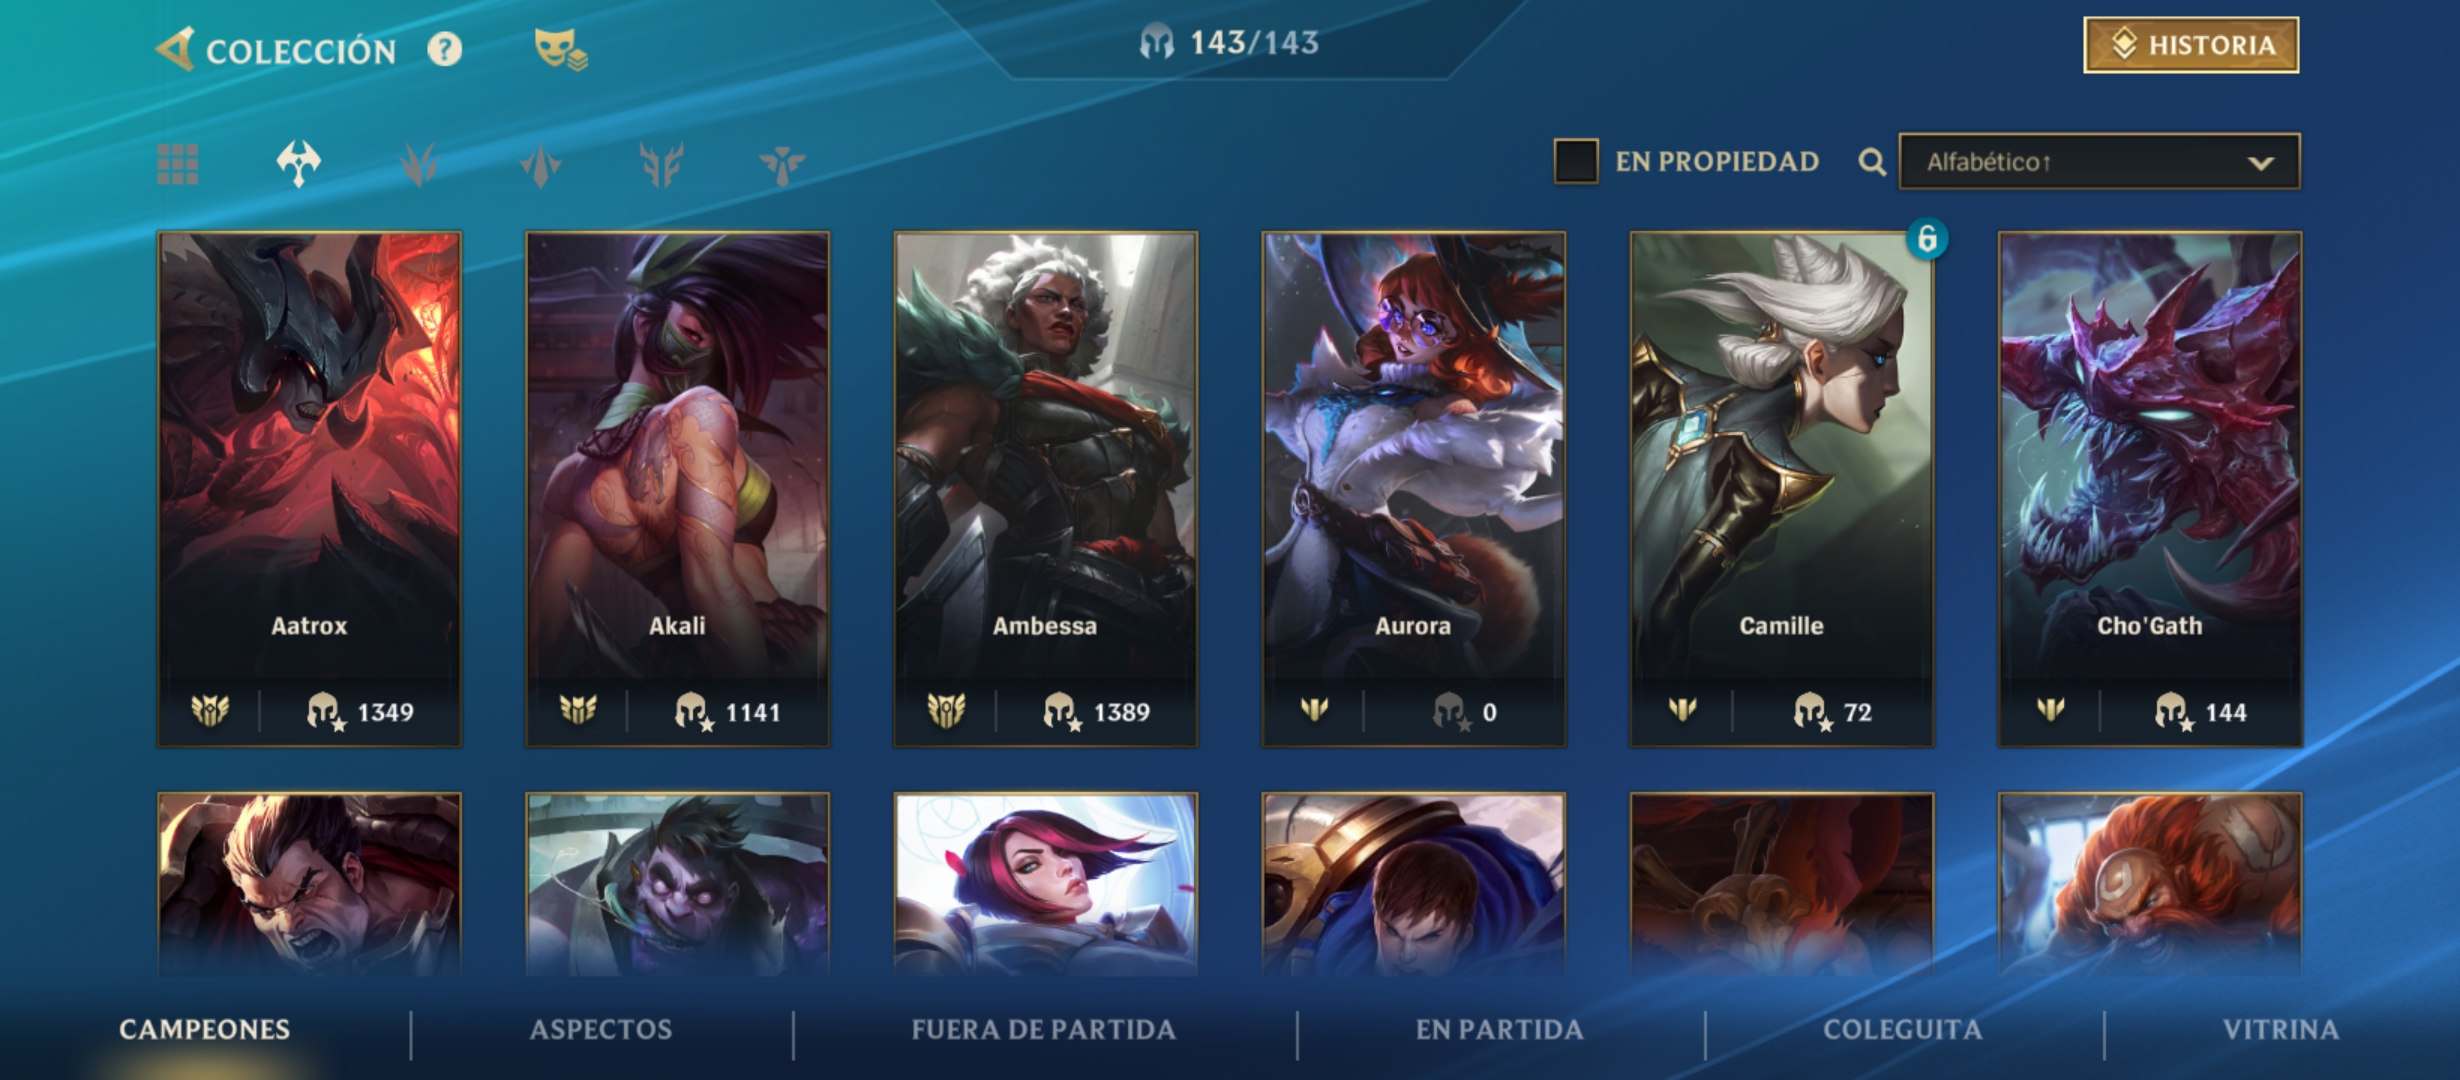 COLECCIÓN
?
143/143
HISTORIA
EN PROPIEDAD
Alfabético↑
Aatrox
Akali
Ambessa
Aurora
Camille
Cho'Gath
1349
1141
1389
0
72
144
CAMPEONES
ASPECTOS
FUERA DE PARTIDA
EN PARTIDA
COLEGUITA
VITRINA